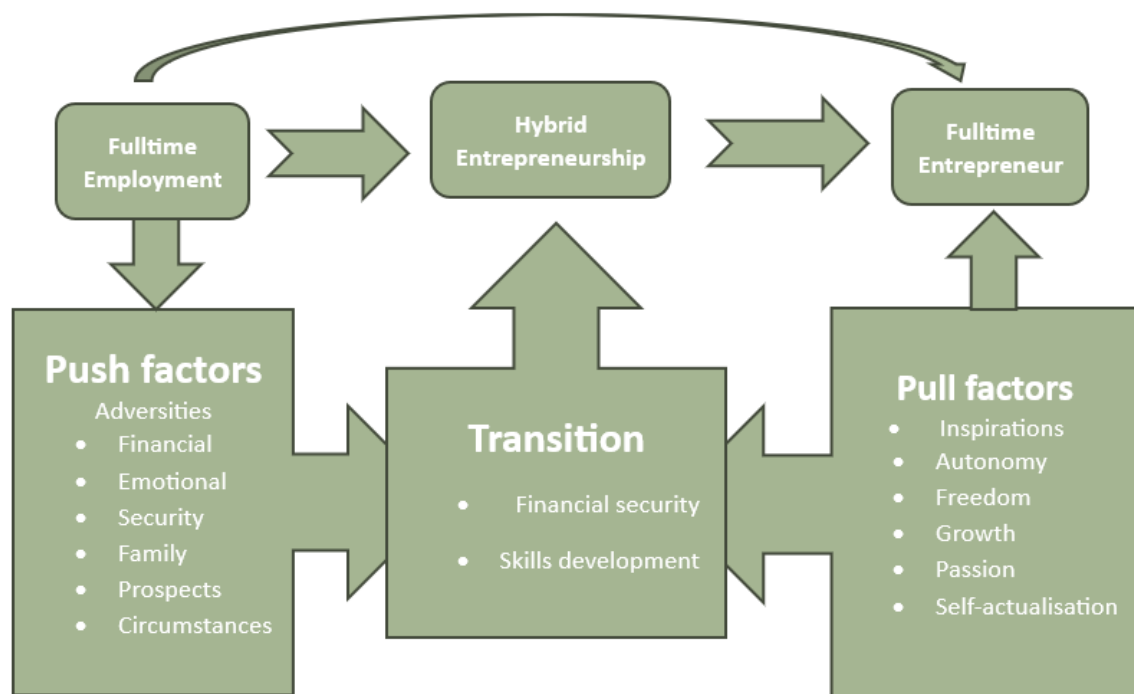 Fulltime
Employment
Hybrid
Entrepreneurship
Fulltime
Entrepreneur
Push factors
Adversities
• Financial
• Emotional
• Security
• Family
• Prospects
• Circumstances
Transition
• Financial security
• Skills development
Pull factors
• Inspirations
• Autonomy
• Freedom
• Growth
• Passion
• Self-actualisation